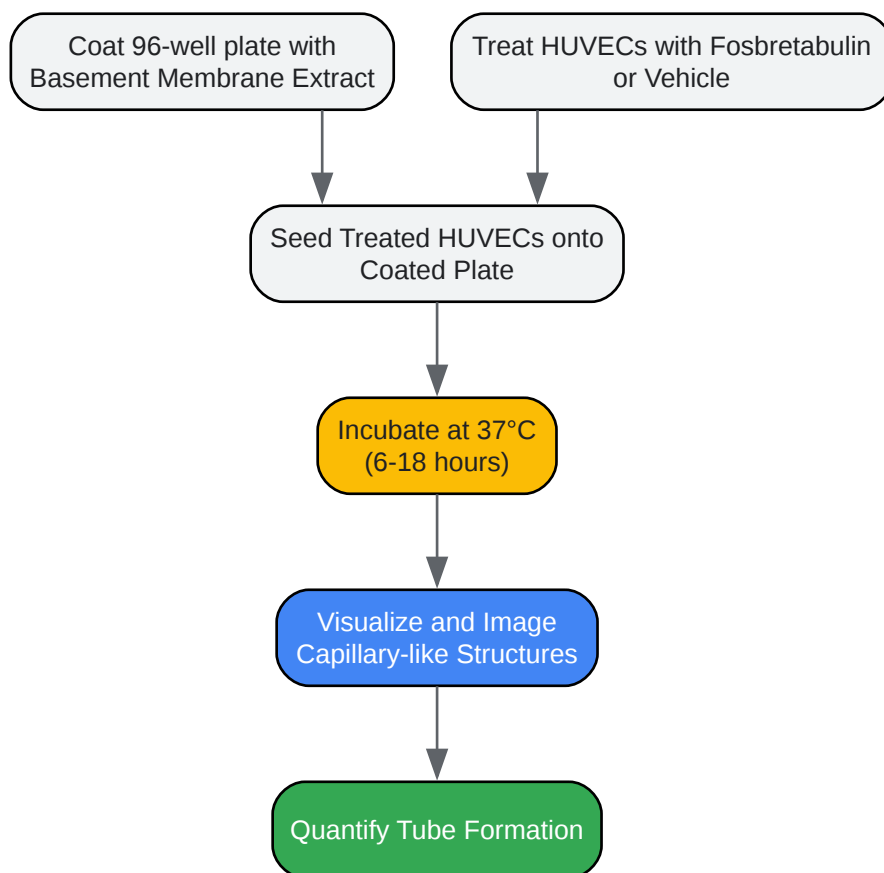 Coat 96-well plate with
Basement Membrane Extract
Treat HUVECs with Fosbretabulin
or Vehicle
Seed Treated HUVECs onto
Coated Plate
Incubate at 37°C
(6-18 hours)
Visualize and Image
Capillary-like Structures
Quantify Tube Formation